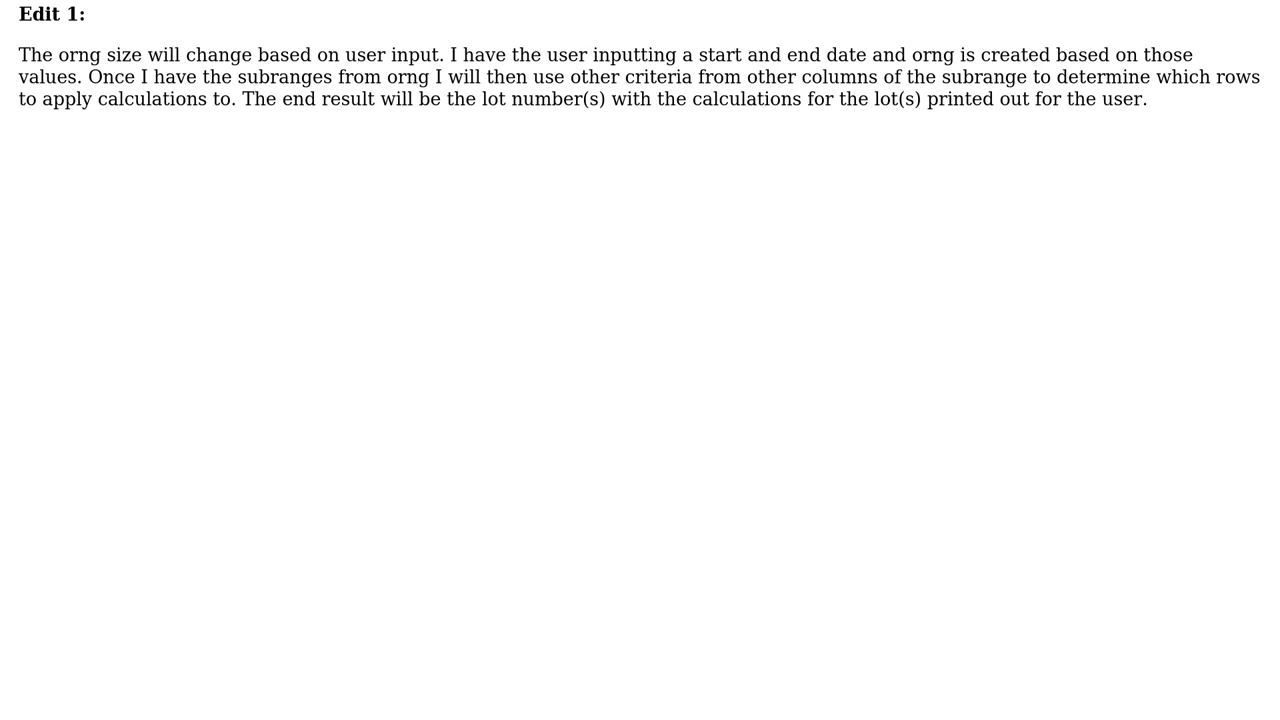 Edit 1:
The orng size will change based on user input. I have the user inputting a start and end date and orng is created based on those
values. Once I have the subranges from orng I will then use other criteria from other columns of the subrange to determine which rows
to apply calculations to. The end result will be the lot number(s) with the calculations for the lot(s) printed out for the user.